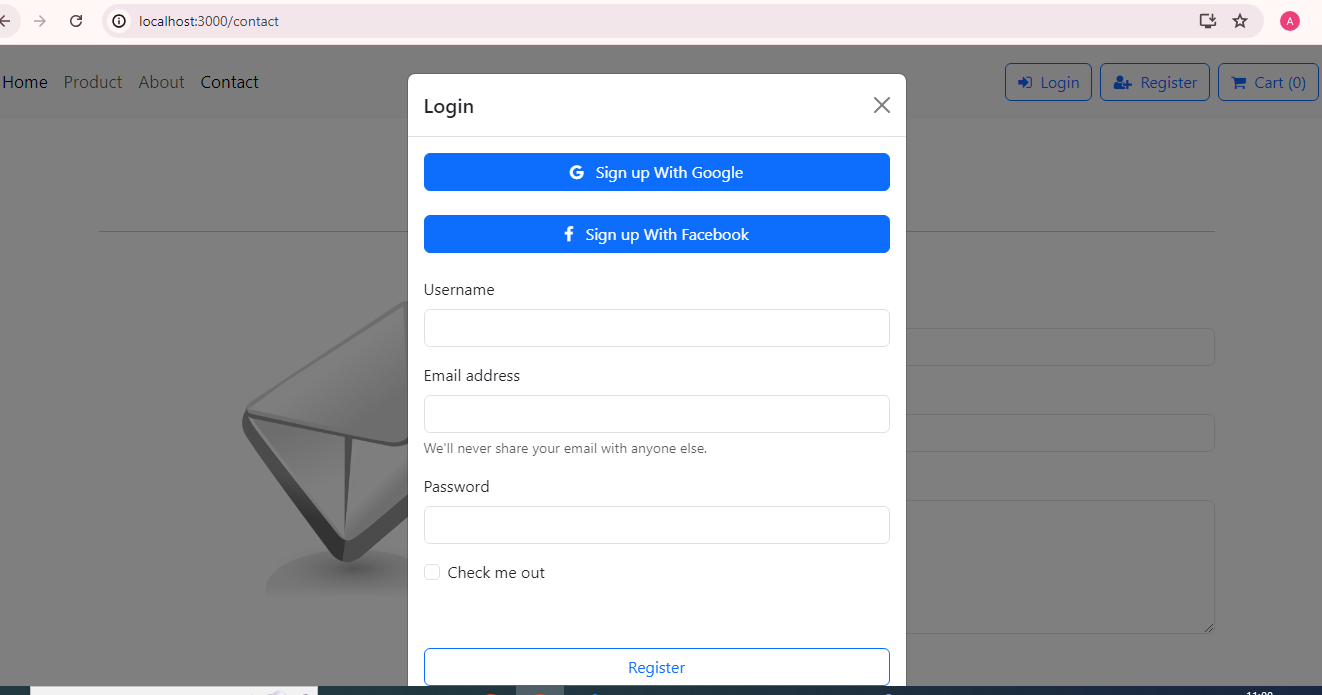 localhost:3000/contact
A
Home Product About Contact
Login Register Cart (0)
Login
Sign up With Google
Sign up With Facebook
Username
Email address
We'll never share your email with anyone else.
Password
Check me out
Register